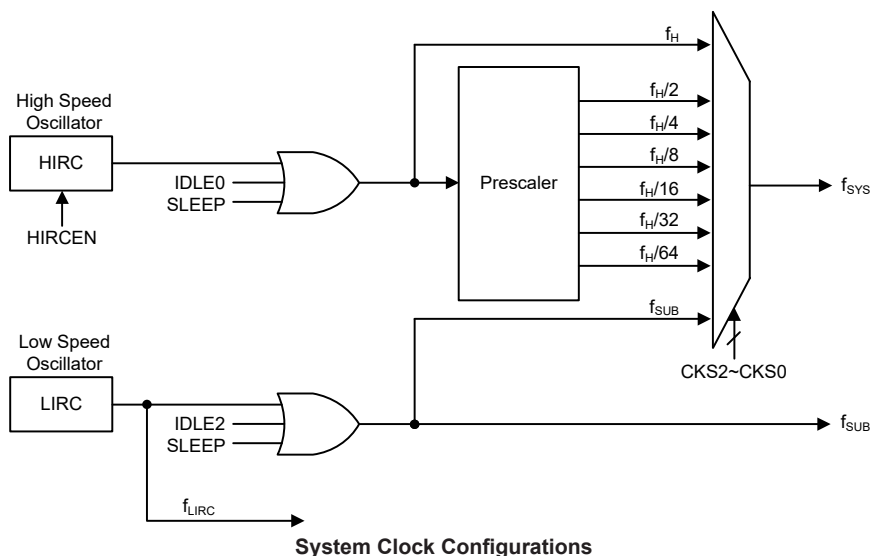 f_H
High Speed
Oscillator
HIRC
IDLE0
SLEEP
HIRCEN
Prescaler
f_H/2
f_H/4
f_H/8
f_H/16
f_H/32
f_H/64
f_SYS
f_SUB
CKS2~CKS0
Low Speed
Oscillator
LIRC
IDLE2
SLEEP
f_SUB
f_LIRC
System Clock Configurations